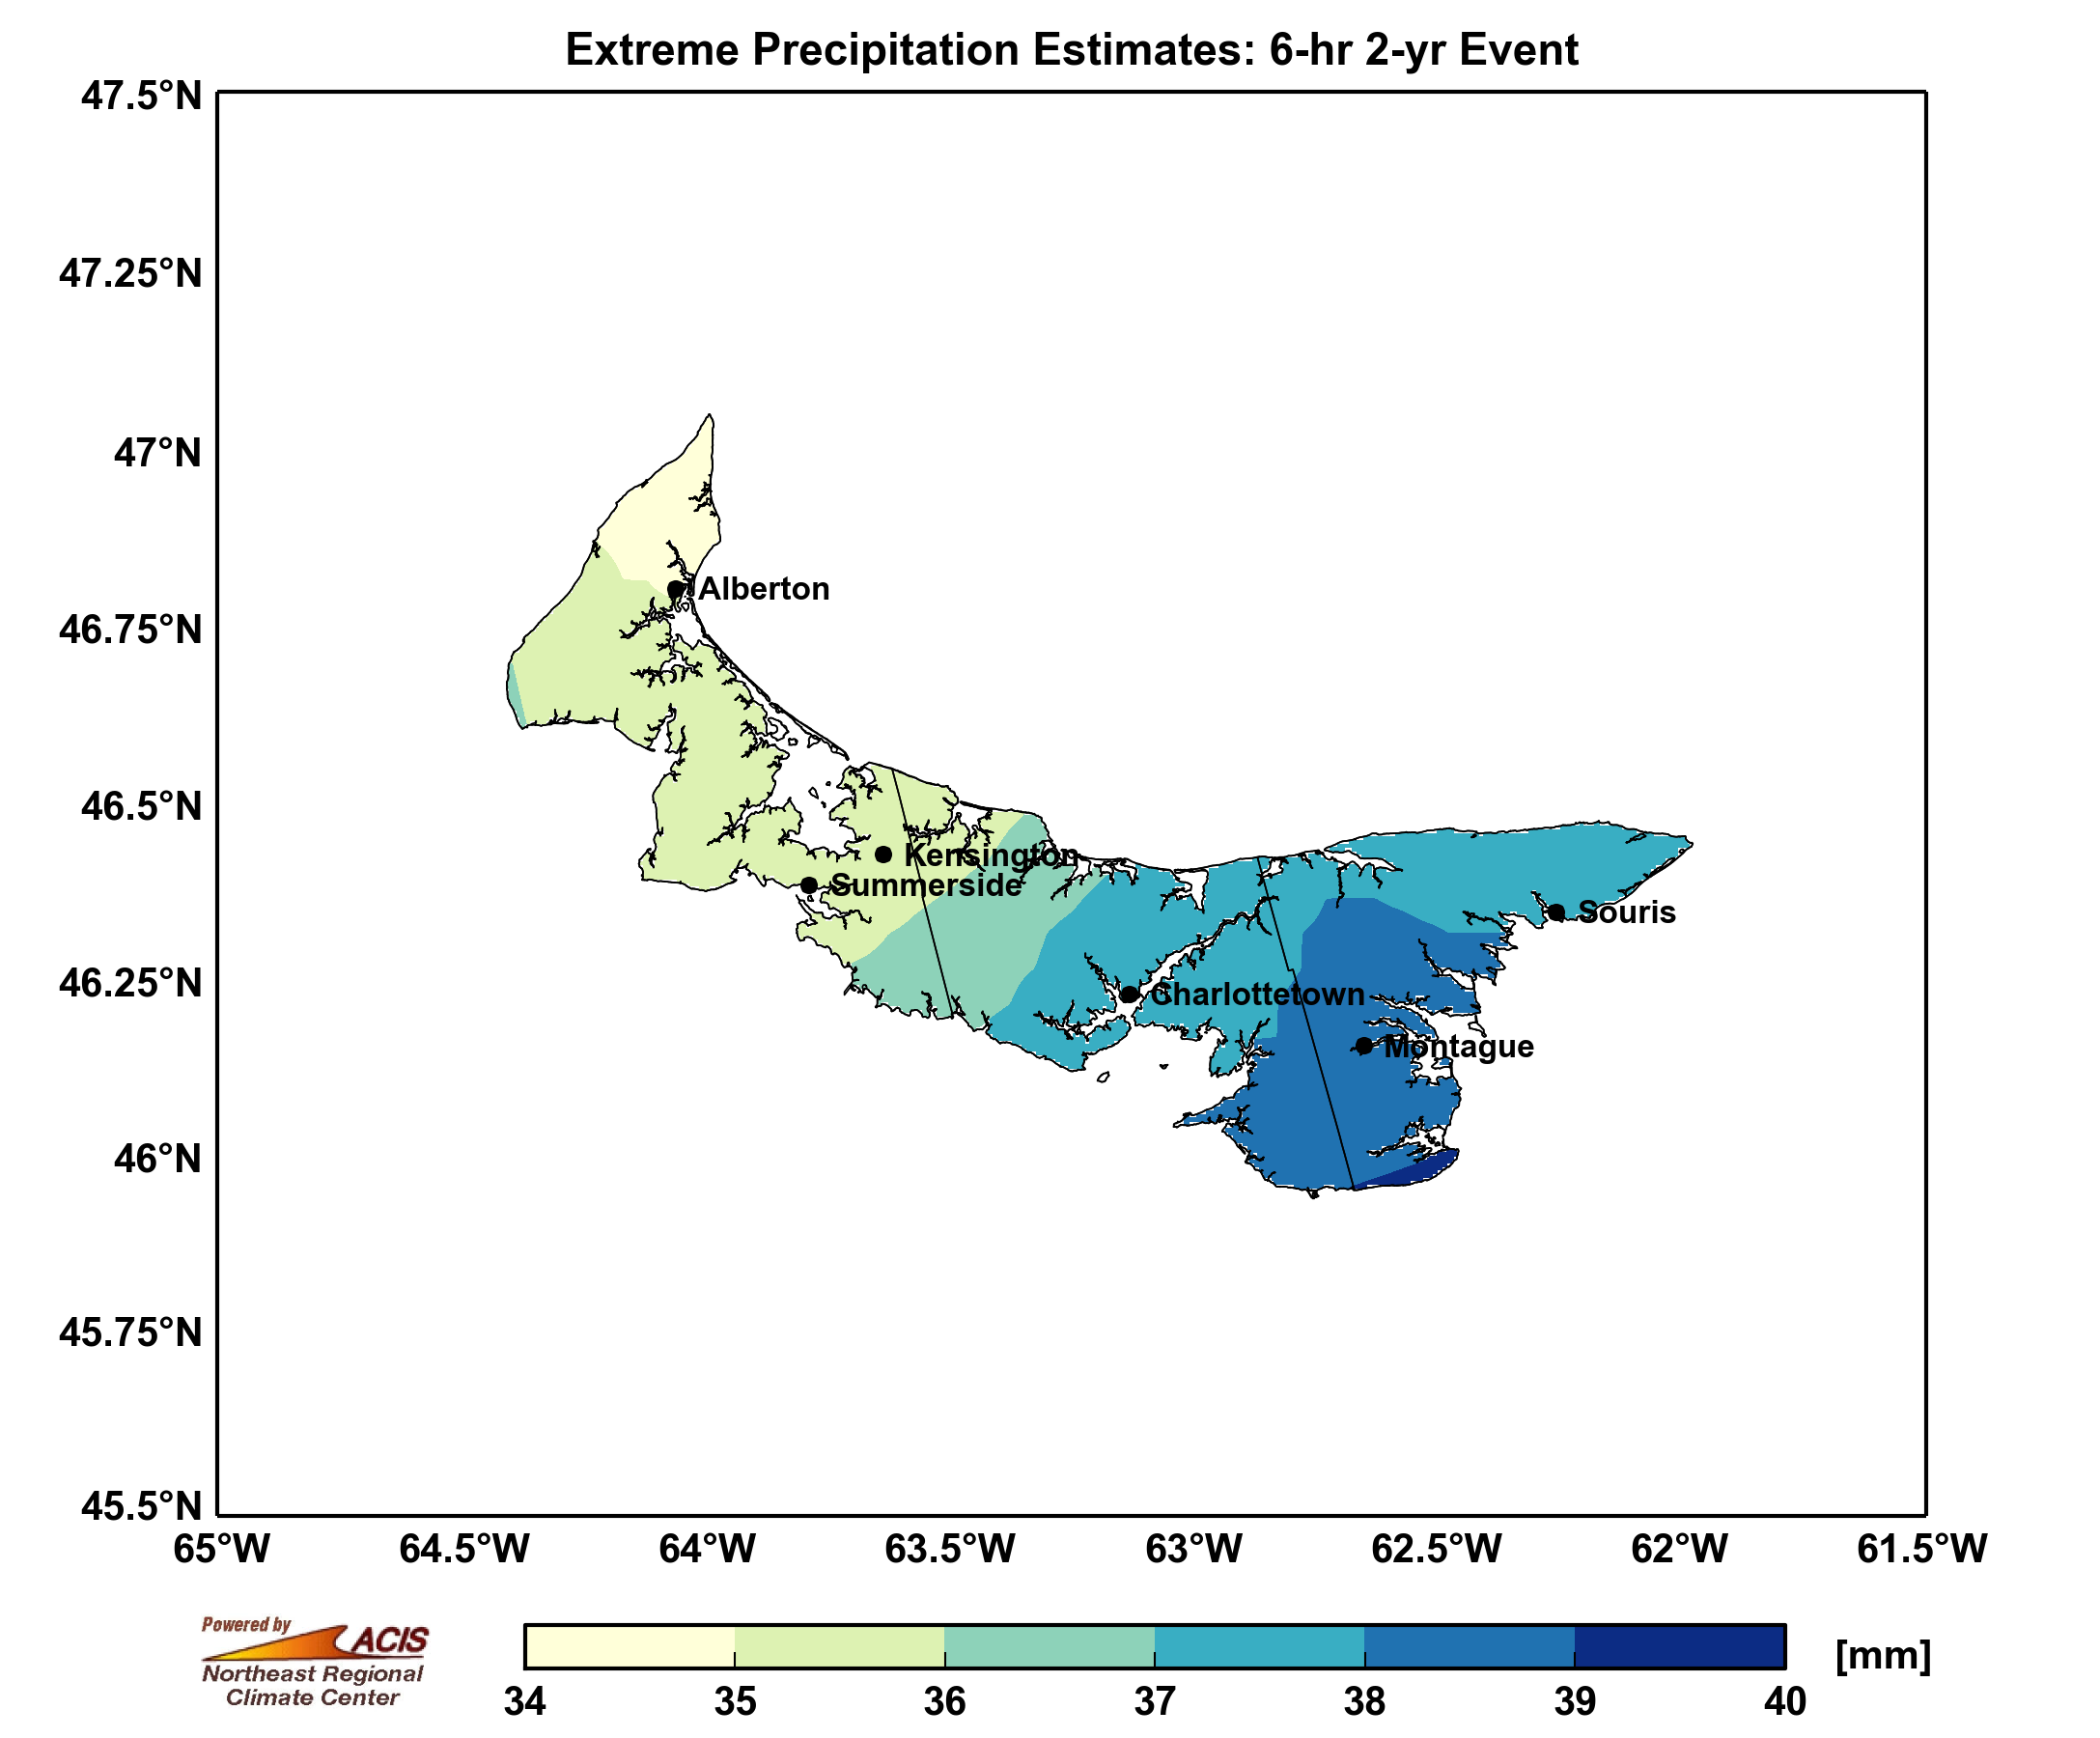 Extreme Precipitation Estimates: 6-hr 2-yr Event
47.5°N
47.25°N
47°N
46.75°N
46.5°N
46.25°N
46°N
45.75°N
45.5°N
Alberton
Kensington
Summerside
Souris
Charlottetown
Montague
65°W 64.5°W 64°W 63.5°W 63°W 62.5°W 62°W 61.5°W
Powered by
ACIS
Northeast Regional
Climate Center
[mm]
34 35 36 37 38 39 40